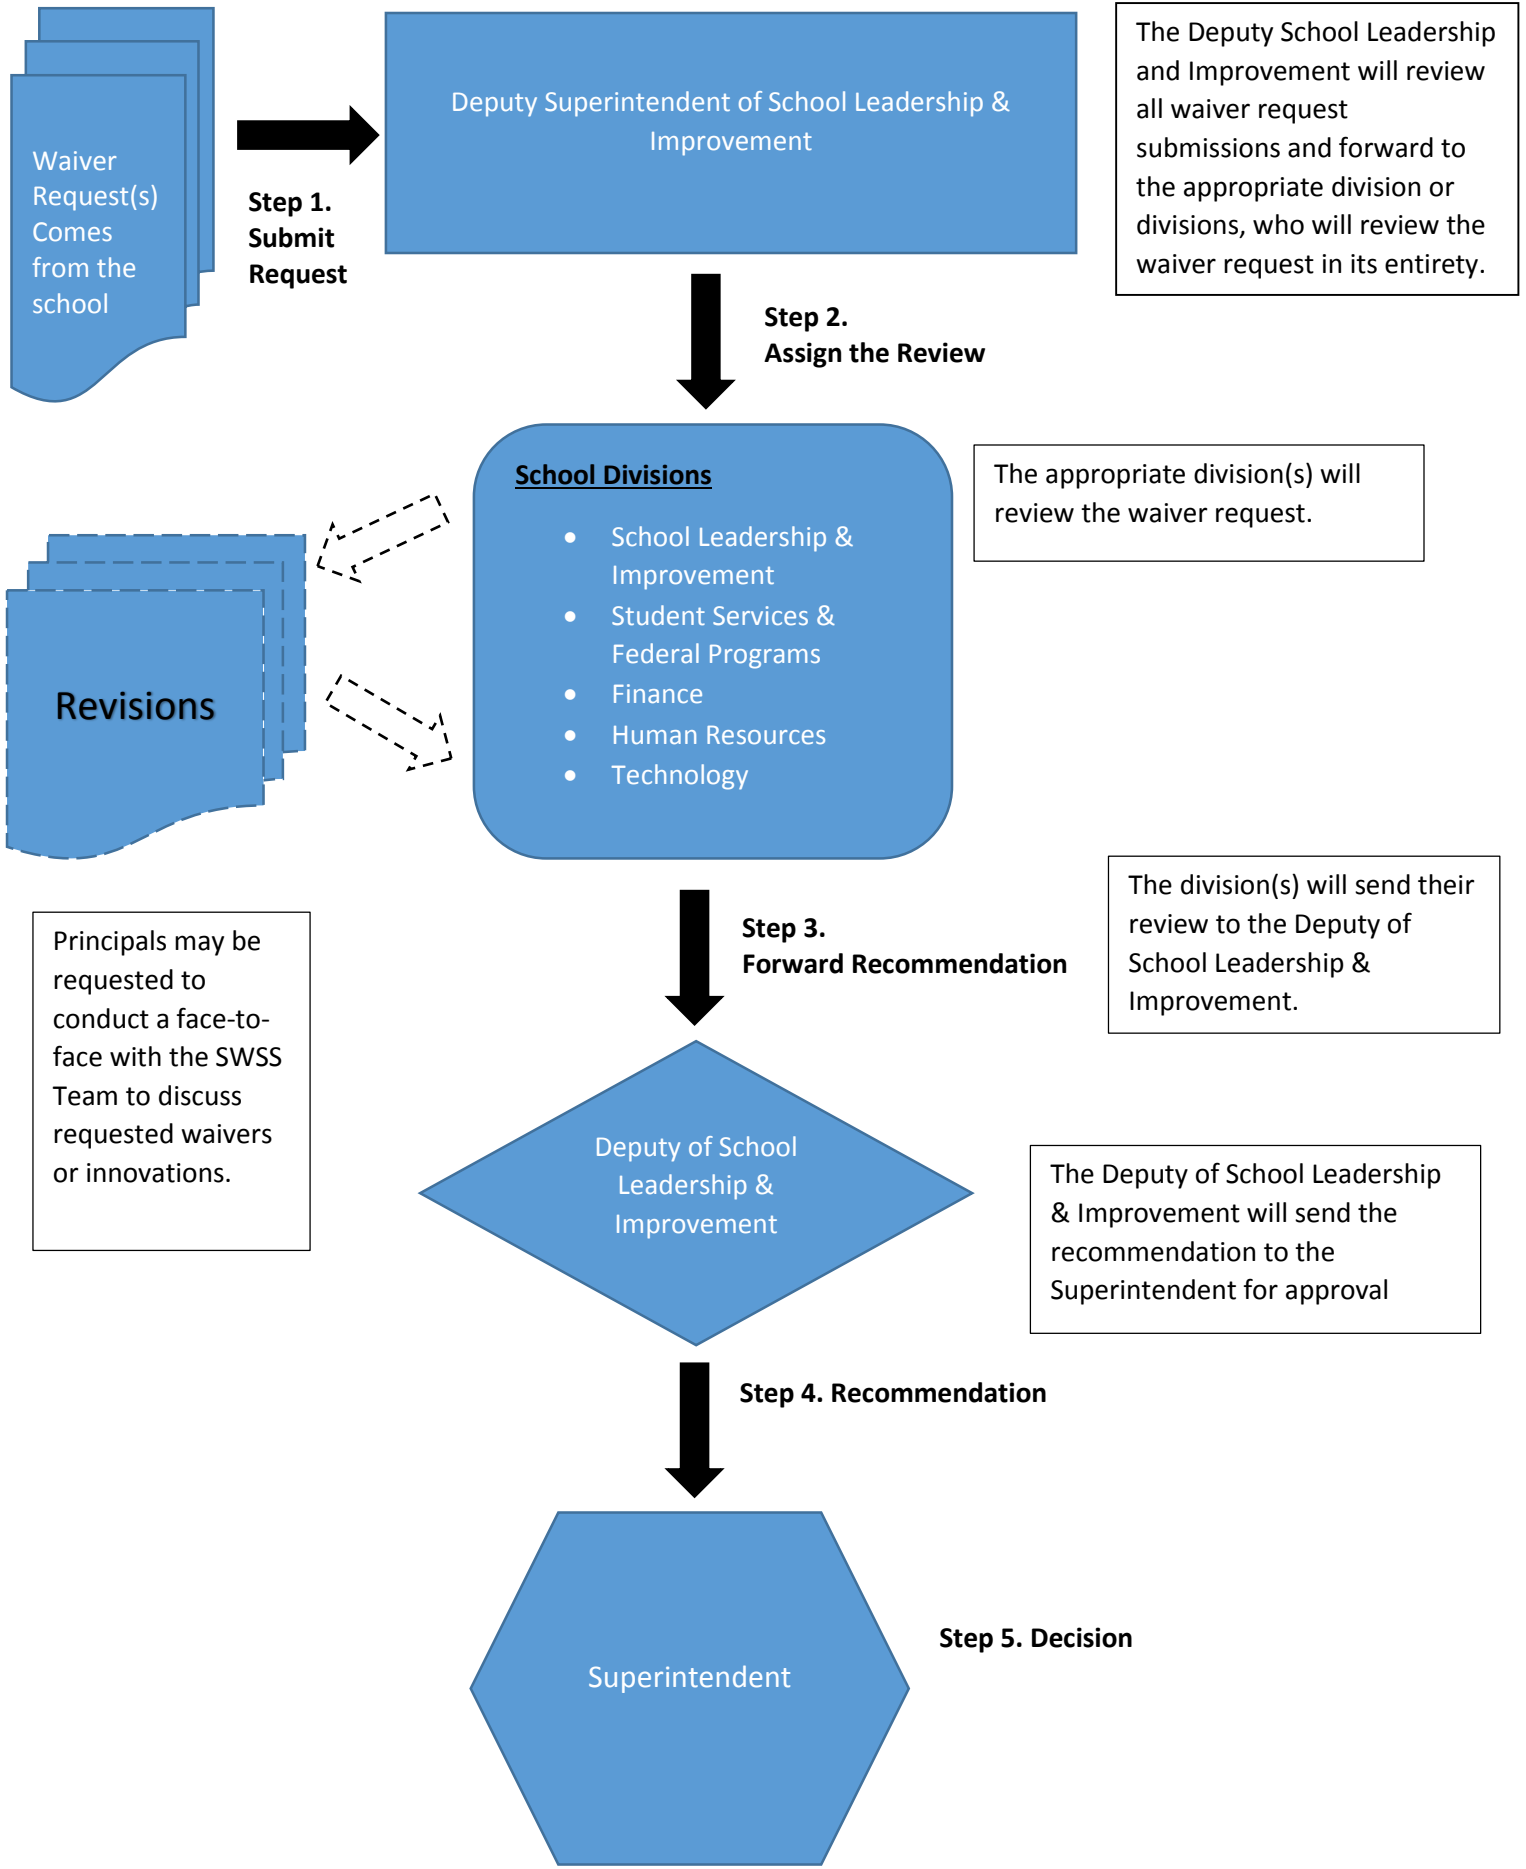 Waiver
Request(s)
Comes
from the
school
Step 1.
Submit
Request
Deputy Superintendent of School Leadership &
Improvement
The Deputy School Leadership
and Improvement will review
all waiver request
submissions and forward to
the appropriate division or
divisions, who will review the
waiver request in its entirety.
Step 2.
Assign the Review
School Divisions
• School Leadership &
Improvement
• Student Services &
Federal Programs
• Finance
• Human Resources
• Technology
The appropriate division(s) will
review the waiver request.
Revisions
Principals may be
requested to
conduct a face-to-
face with the SWSS
Team to discuss
requested waivers
or innovations.
Step 3.
Forward Recommendation
The division(s) will send their
review to the Deputy of
School Leadership &
Improvement.
Deputy of School
Leadership &
Improvement
The Deputy of School Leadership
& Improvement will send the
recommendation to the
Superintendent for approval
Step 4. Recommendation
Superintendent
Step 5. Decision